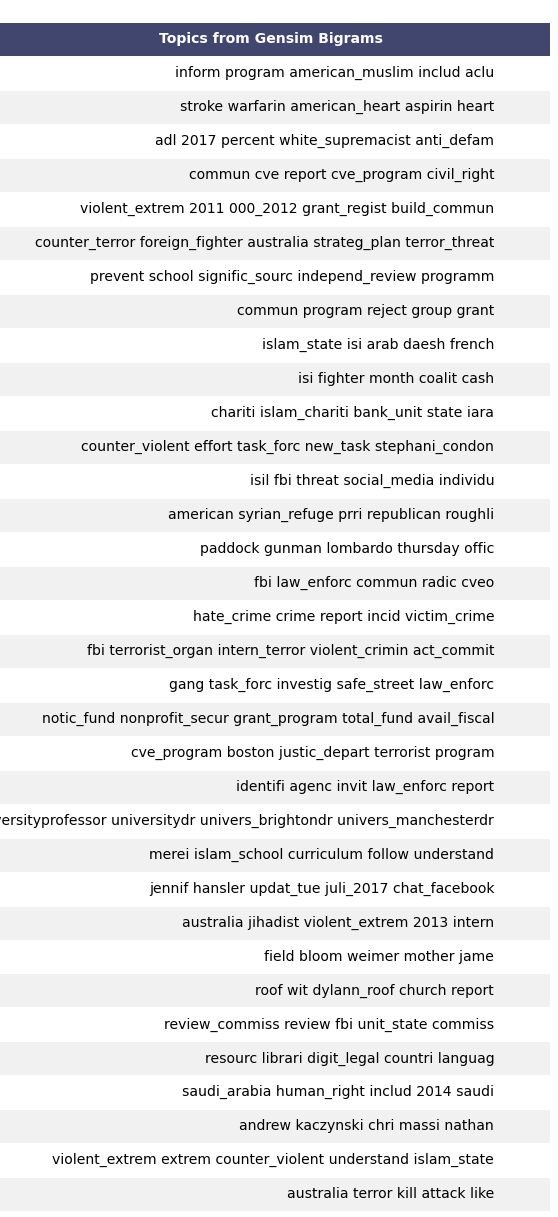 Topics from Gensim Bigrams
inform program american_muslim includ aclu
stroke warfarin american_heart aspirin heart
adl 2017 percent white_supremacist anti_defam
commun cve report cve_program civil_right
violent_extrem 2011 000_2012 grant_regist build_commun
counter_terror foreign_fighter australia strateg_plan terror_threat
prevent school signific_sourc independ_review programm
commun program reject group grant
islam_state isi arab daesh french
isi fighter month coalit cash
chariti islam_chariti bank_unit state iara
counter_violent effort task_forc new_task stephani_condon
isil fbi threat social_media individu
american syrian_refuge prri republican roughli
paddock gunman lombardo thursday offic
fbi law_enforc commun radic cveo
hate_crime crime report incid victim_crime
fbi terrorist_organ intern_terror violent_crimin act_commit
gang task_forc investig safe_street law_enforc
notic_fund nonprofit_secur grant_program total_fund avail_fiscal
cve_program boston justic_depart terrorist program
identifi agenc invit law_enforc report
versityprofessor universitydr univers_brightondr univers_manchesterdr
merei islam_school curriculum follow understand
jennif hansler updat_tue juli_2017 chat_facebook
australia jihadist violent_extrem 2013 intern
field bloom weimer mother jame
roof wit dylann_roof church report
review_commiss review fbi unit_state commiss
resourc librari digit_legal countri languag
saudi_arabia human_right includ 2014 saudi
andrew kaczynski chri massi nathan
violent_extrem extrem counter_violent understand islam_state
australia terror kill attack like